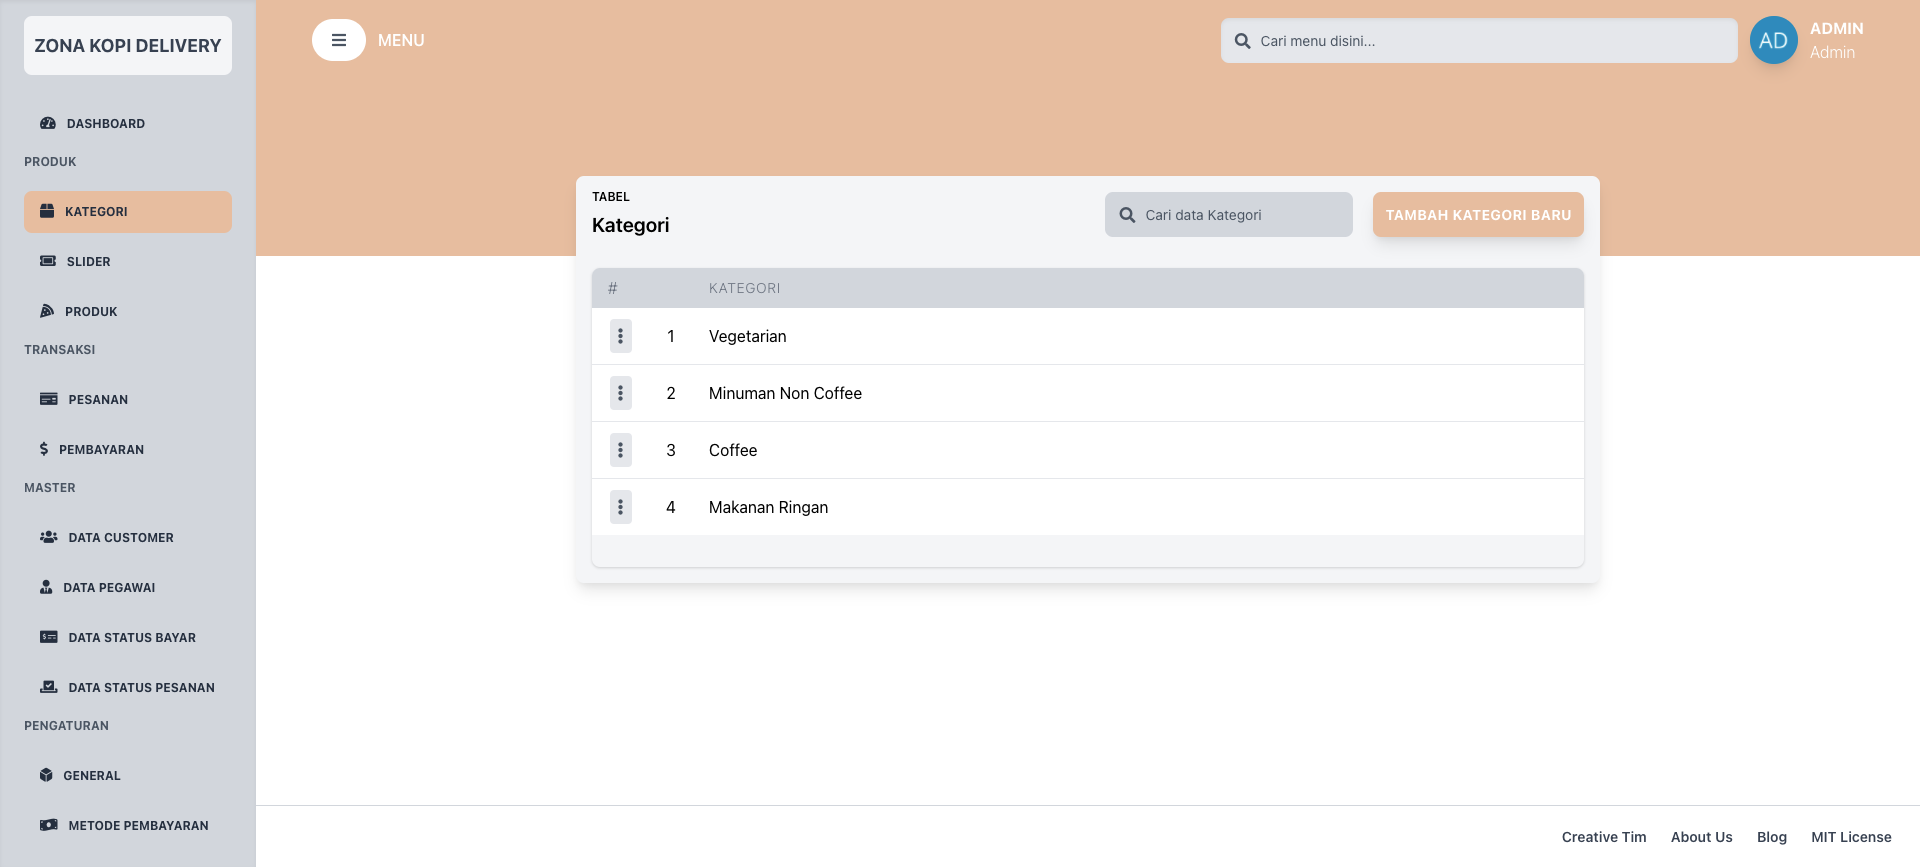 ZONA KOPI DELIVERY
DASHBOARD
PRODUK
KATEGORI
SLIDER
PRODUK
TRANSAKSI
PESANAN
PEMBAYARAN
MASTER
DATA CUSTOMER
DATA PEGAWAI
DATA STATUS BAYAR
DATA STATUS PESANAN
PENGATURAN
GENERAL
METODE PEMBAYARAN
MENU
Cari menu disini...
AD
ADMIN
Admin
TABEL
Kategori
Cari data Kategori
TAMBAH KATEGORI BARU
# KATEGORI
1 Vegetarian
2 Minuman Non Coffee
3 Coffee
4 Makanan Ringan
Creative Tim About Us Blog MIT License